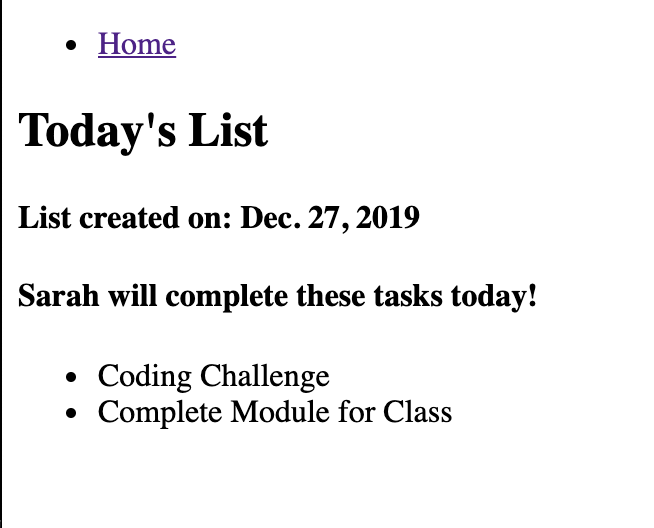 Home
Today's List
List created on: Dec. 27, 2019
Sarah will complete these tasks today!
Coding Challenge
Complete Module for Class